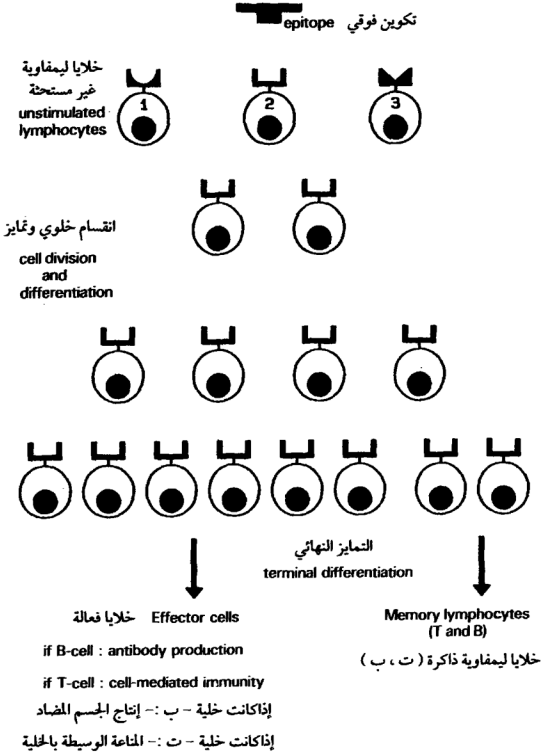 epitope تكوين فوقي
خلايا ليمفاوية
غير مستحثة
unstimulated
lymphocytes
1 2 3
انقسام خلوي وتمايز
cell division
and
differentiation
التمايز النهائي
terminal differentiation
خلايا فعالة Effector cells
if B-cell : antibody production
if T-cell : cell-mediated immunity
إذاكانت خلية - ب :- إنتاج الجسم المضاد
إذاكانت خلية - ت :- المناعة الوسيطة بالخلية
Memory lymphocytes
(T and B)
خلايا ليمفاوية ذاكرة ( ت ، ب )